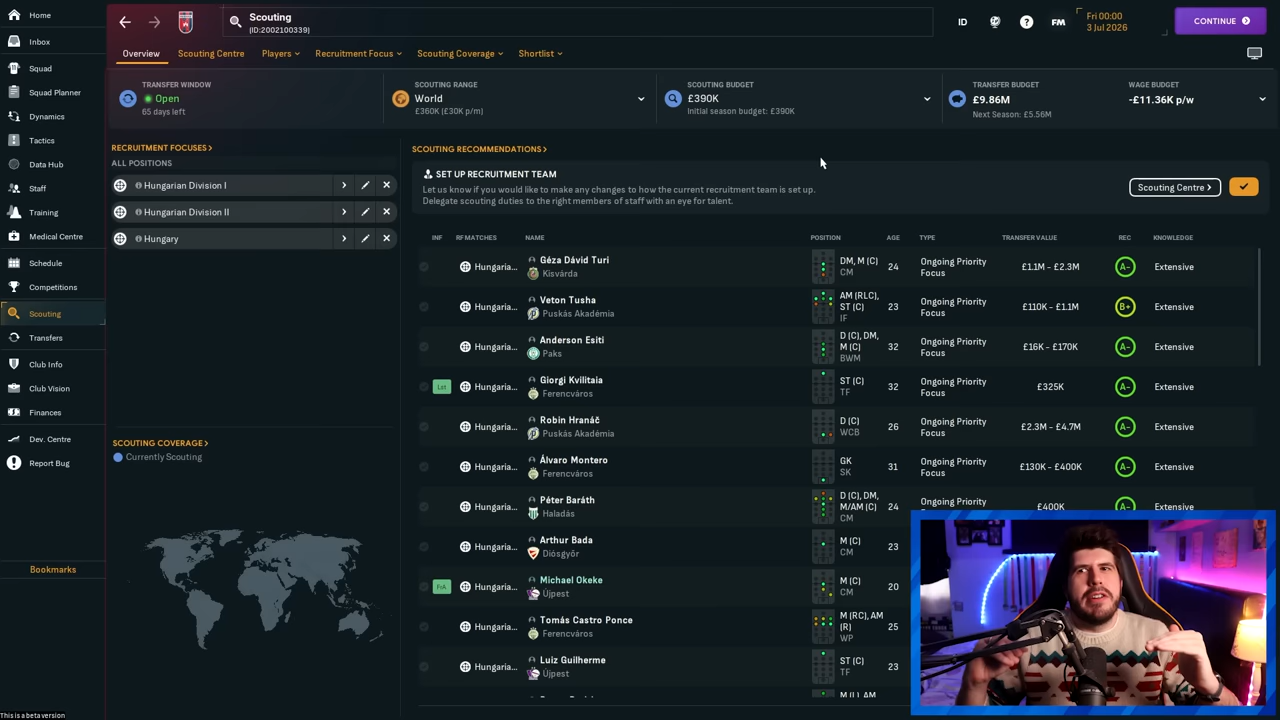 Home
Inbox
Squad
Squad Planner
Dynamics
Tactics
Data Hub
Staff
Training
Medical Centre
Schedule
Competitions
Scouting
Transfers
Club Info
Club Vision
Finances
Dev. Centre
Report Bug
Bookmarks
This is a beta version
Scouting
(ID:2002100339)
ID
FM
Fri 00:00
3 Jul 2026
CONTINUE
Overview
Scouting Centre
Players
Recruitment Focus
Scouting Coverage
Shortlist
TRANSFER WINDOW
Open
65 days left
SCOUTING RANGE
World
£360K (£30K p/m)
SCOUTING BUDGET
£390K
Initial season budget: £390K
TRANSFER BUDGET
£9.86M
Next Season: £5.56M
WAGE BUDGET
-£11.36K p/w
RECRUITMENT FOCUSES >
ALL POSITIONS
Hungarian Division I
Hungarian Division II
Hungary
SCOUTING COVERAGE >
Currently Scouting
SCOUTING RECOMMENDATIONS >
SET UP RECRUITMENT TEAM
Let us know if you would like to make any changes to how the current recruitment team is set up.
Delegate scouting duties to the right members of staff with an eye for talent.
Scouting Centre >
INF RF MATCHES NAME POSITION AGE TYPE TRANSFER VALUE REC KNOWLEDGE
Hungaria... Géza Dávid Turi Kisvárda DM, M (C) CM 24 Ongoing Priority Focus £1.1M - £2.3M A- Extensive
Hungaria... Veton Tusha Puskás Akadémia AM (RLC), ST (C) IF 23 Ongoing Priority Focus £110K - £1.1M B+ Extensive
Hungaria... Anderson Esiti Paks D (C), DM, M (C) BWM 32 Ongoing Priority Focus £16K - £170K A- Extensive
Lst Hungaria... Giorgi Kvilitaia Ferencváros ST (C) TF 32 Ongoing Priority Focus £325K A- Extensive
Hungaria... Robin Hranáč Puskás Akadémia D (C) WCB 26 Ongoing Priority Focus £2.3M - £4.7M A- Extensive
Hungaria... Álvaro Montero Ferencváros GK SK 31 Ongoing Priority Focus £130K - £400K A- Extensive
Hungaria... Péter Baráth Haladás D (C), DM, M/AM (C) CM 24 Ongoing Priority £400K A- Extensive
Hungaria... Arthur Bada Diósgyőr M (C) CM 23
FrA Hungaria... Michael Okeke Újpest M (C) CM 20
Hungaria... Tomás Castro Ponce Ferencváros M (RC), AM (R) WP 25
Hungaria... Luiz Guilherme Újpest ST (C) TF 23